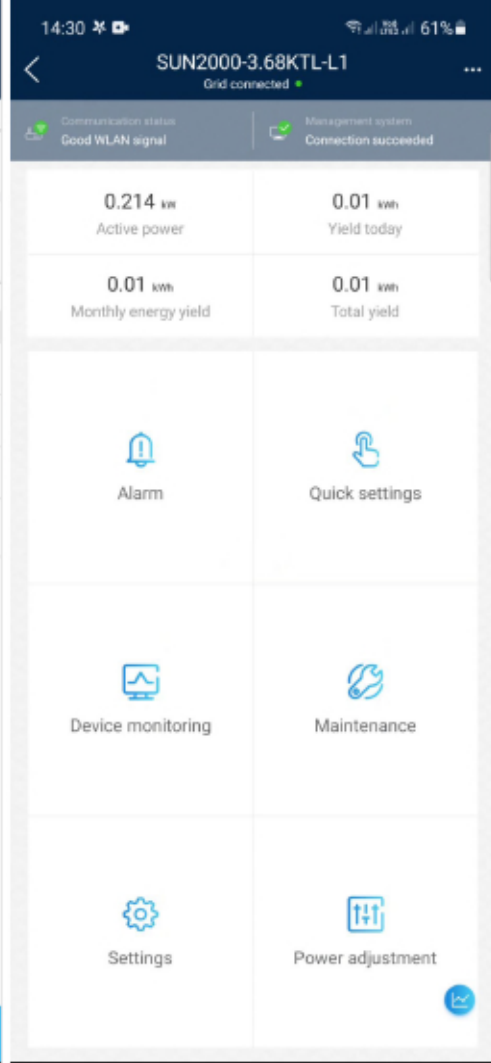 14:30 61%
SUN2000-3.68KTL-L1
Grid connected
Communication status
Good WLAN signal
Management system
Connection succeeded
0.214 kW
Active power
0.01 kWh
Yield today
0.01 kWh
Monthly energy yield
0.01 kWh
Total yield
Alarm
Quick settings
Device monitoring
Maintenance
Settings
Power adjustment